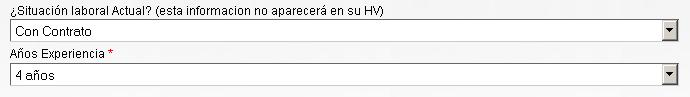 ¿Situación laboral Actual? (esta informacion no aparecerá en su HV)
Con Contrato
Años Experiencia *
4 años